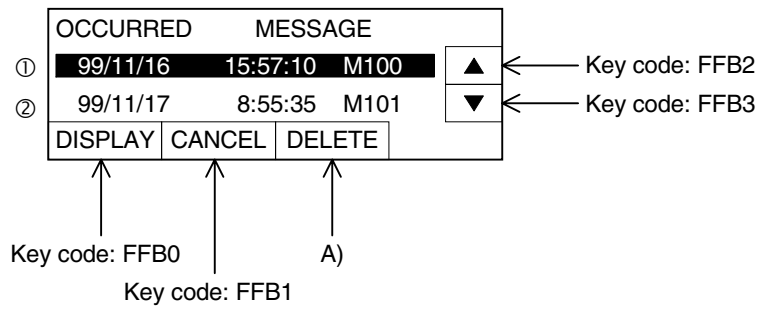 OCCURRED MESSAGE
① 99/11/16 15:57:10 M100 ▲ Key code: FFB2
② 99/11/17 8:55:35 M101 ▼ Key code: FFB3
DISPLAY CANCEL DELETE
Key code: FFB0 A)
Key code: FFB1